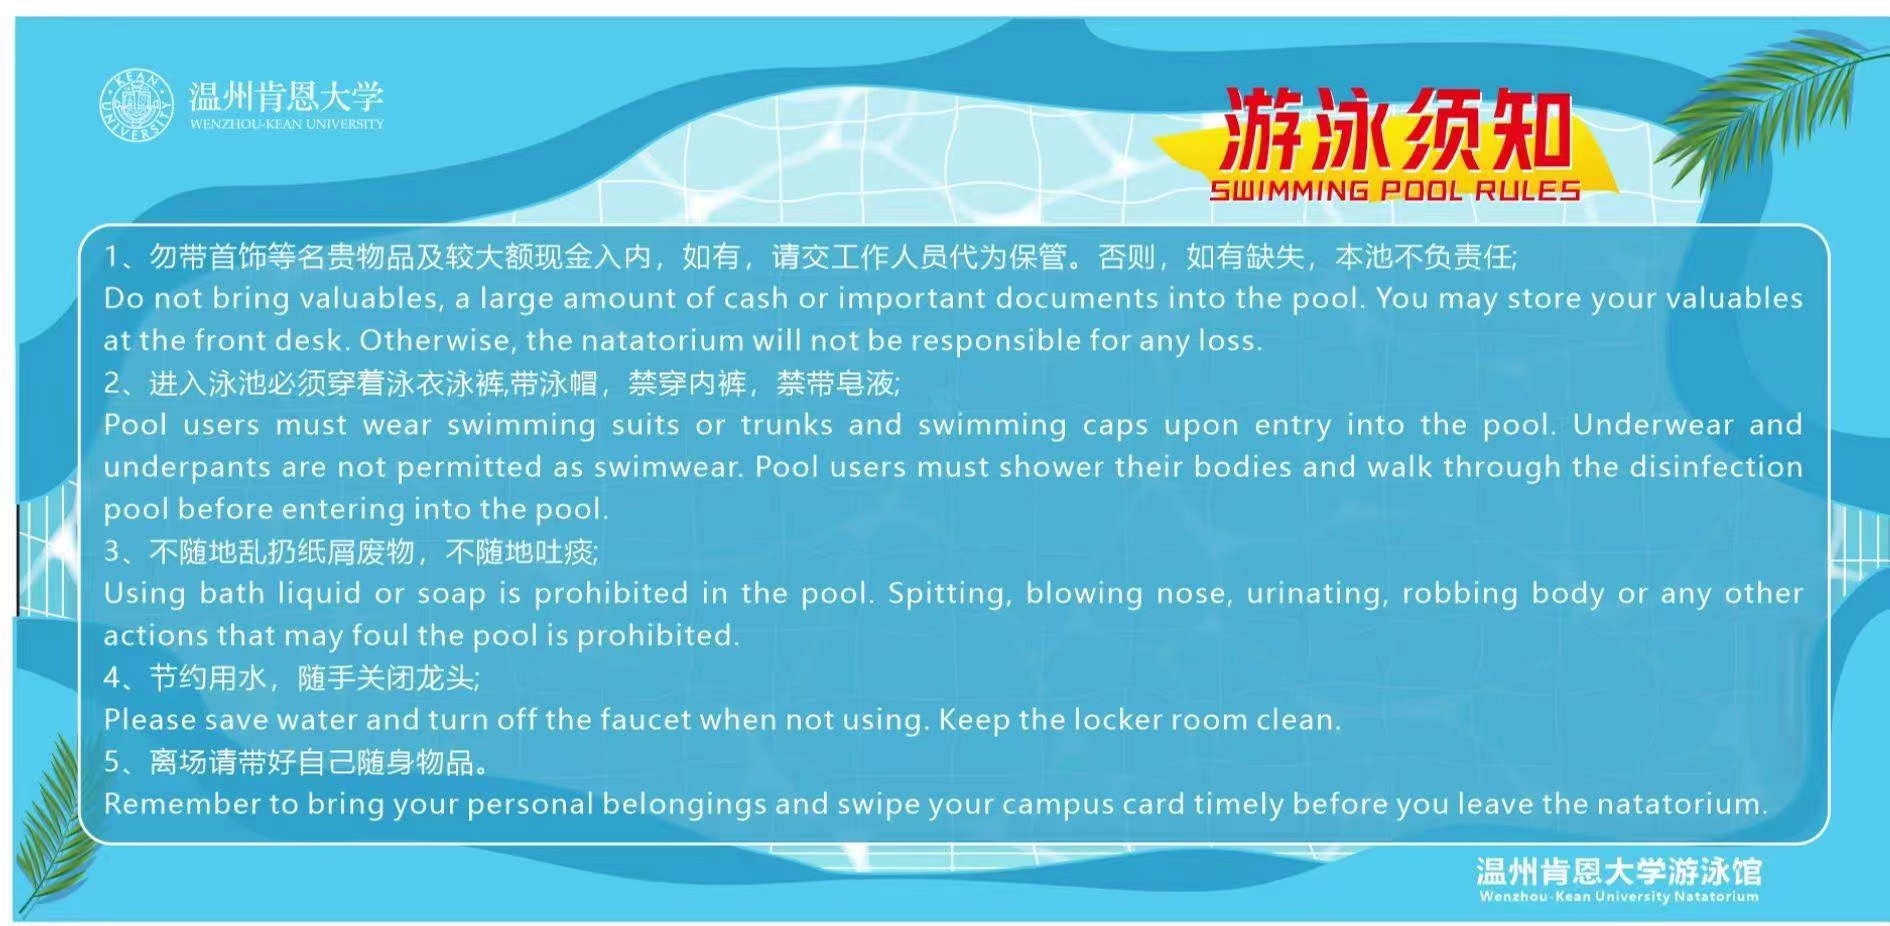 温州肯恩大学
WENZHOU-KEAN UNIVERSITY
KEAN UNIVERSITY
游泳须知
SWIMMING POOL RULES
1、勿带首饰等名贵物品及较大额现金入内，如有，请交工作人员代为保管。否则，如有缺失，本池不负责任;
Do not bring valuables, a large amount of cash or important documents into the pool. You may store your valuables
at the front desk. Otherwise, the natatorium will not be responsible for any loss.
2、进入泳池必须穿着泳衣泳裤,带泳帽，禁穿内裤，禁带皂液;
Pool users must wear swimming suits or trunks and swimming caps upon entry into the pool. Underwear and
underpants are not permitted as swimwear. Pool users must shower their bodies and walk through the disinfection
pool before entering into the pool.
3、不随地乱扔纸屑废物，不随地吐痰;
Using bath liquid or soap is prohibited in the pool. Spitting, blowing nose, urinating, robbing body or any other
actions that may foul the pool is prohibited.
4、节约用水，随手关闭龙头;
Please save water and turn off the faucet when not using. Keep the locker room clean.
5、离场请带好自己随身物品。
Remember to bring your personal belongings and swipe your campus card timely before you leave the natatorium.
温州肯恩大学游泳馆
Wenzhou-Kean University Natatorium